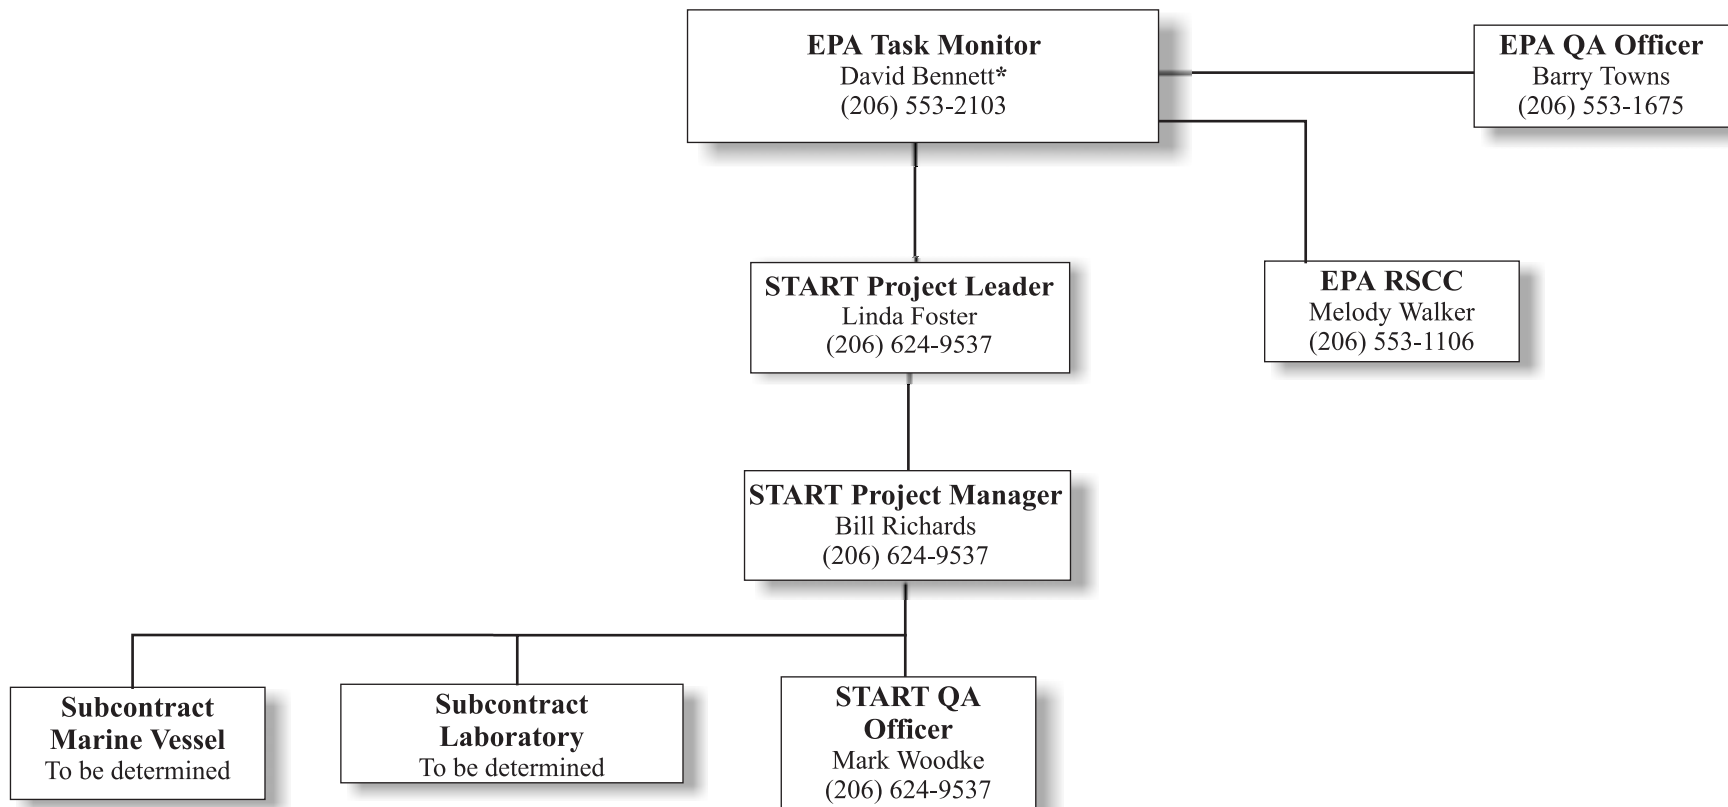 EPA Task Monitor
David Bennett*
(206) 553-2103
EPA QA Officer
Barry Towns
(206) 553-1675
START Project Leader
Linda Foster
(206) 624-9537
EPA RSCC
Melody Walker
(206) 553-1106
START Project Manager
Bill Richards
(206) 624-9537
Subcontract
Marine Vessel
To be determined
Subcontract
Laboratory
To be determined
START QA
Officer
Mark Woodke
(206) 624-9537